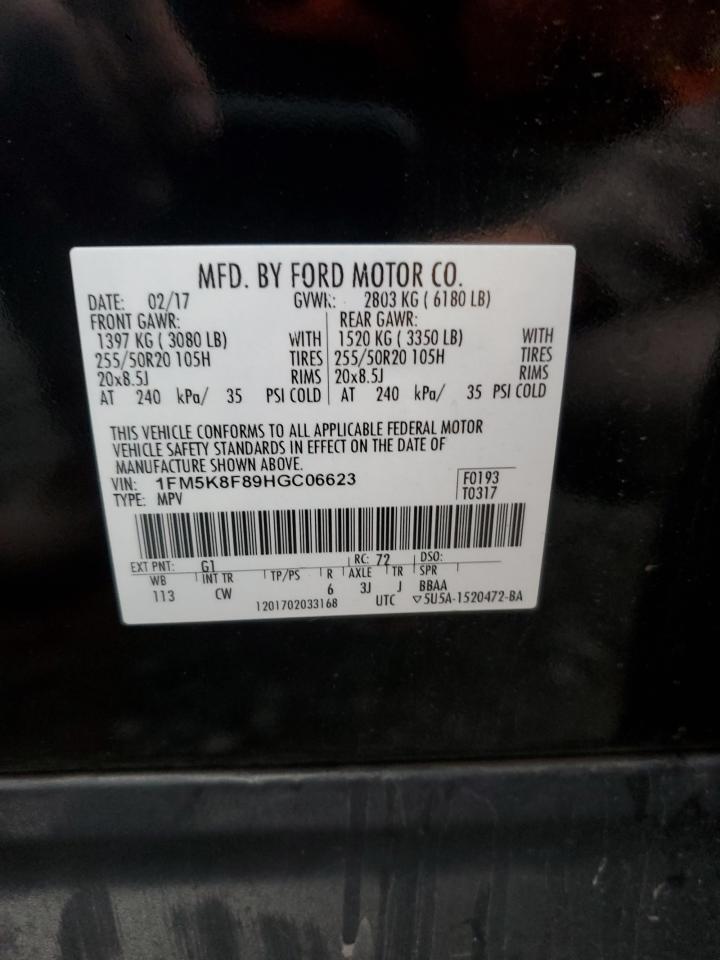 MFD. BY FORD MOTOR CO.
DATE: 02/17 GVWR: 2803 KG ( 6180 LB)
FRONT GAWR: REAR GAWR:
1397 KG ( 3080 LB) WITH 1520 KG ( 3350 LB) WITH
255/50R20 105H TIRES 255/50R20 105H TIRES
20x8.5J RIMS 20x8.5J RIMS
AT 240 kPa/ 35 PSI COLD AT 240 kPa/ 35 PSI COLD
THIS VEHICLE CONFORMS TO ALL APPLICABLE FEDERAL MOTOR
VEHICLE SAFETY STANDARDS IN EFFECT ON THE DATE OF
MANUFACTURE SHOWN ABOVE.
VIN: 1FM5K8F89HGC06623 F0193
TYPE: MPV T0317
EXT PNT: G1 RC: 72 DSO:
WB INT TR TP/PS R AXLE TR SPR
113 CW 6 3J J BBAA
1201702033168 UTC ▽5U5A-1520472-BA